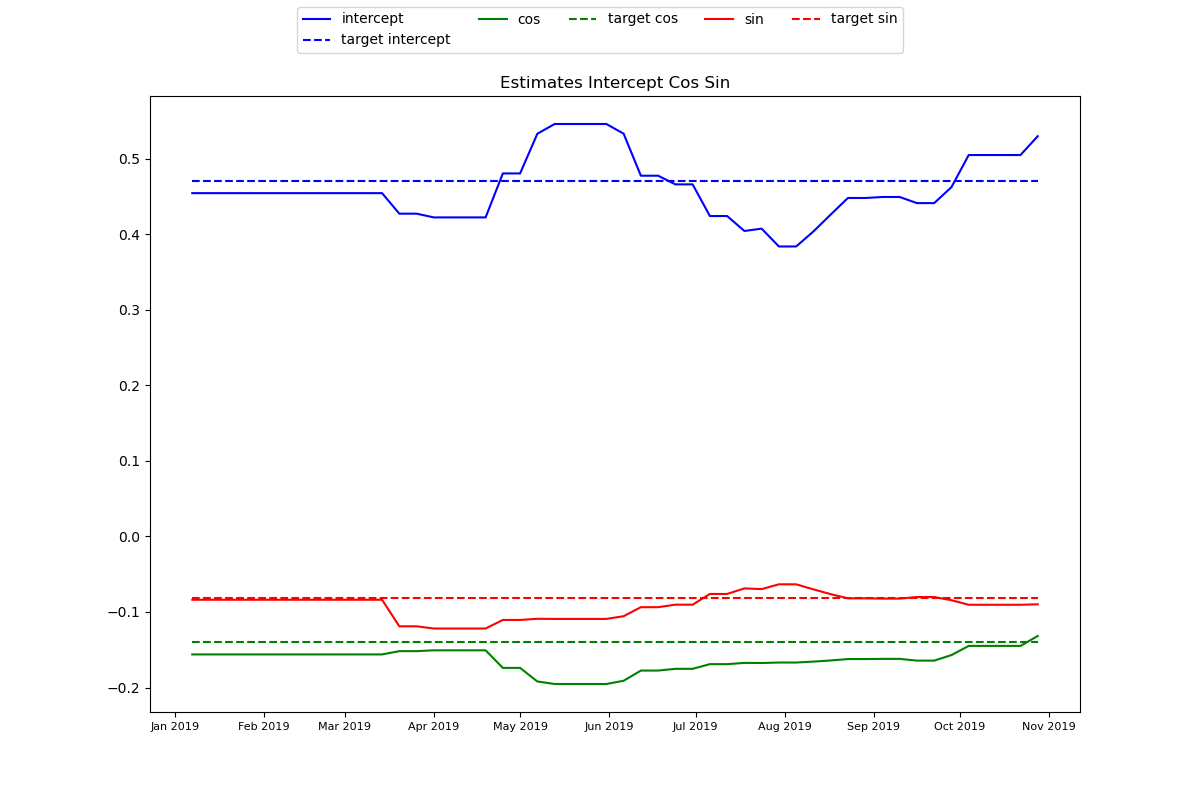 intercept cos target cos sin target sin
target intercept
Estimates Intercept Cos Sin
0.5
0.4
0.3
0.2
0.1
0.0
−0.1
−0.2
Jan 2019 Feb 2019 Mar 2019 Apr 2019 May 2019 Jun 2019 Jul 2019 Aug 2019 Sep 2019 Oct 2019 Nov 2019